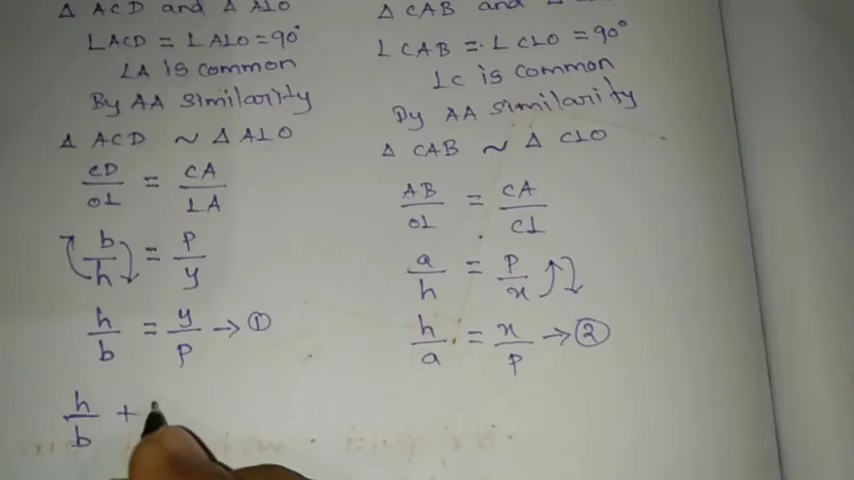 Δ ACD and Δ ALO
∠ACD = ∠ALO = 90°
∠A is common
By AA similarity
Δ ACD ~ Δ ALO
CD/OL = CA/LA
b/h = p/y
h/b = y/p → ①
h/b +
Δ CAB and Δ
∠CAB = ∠CLO = 90°
∠C is common
By AA similarity
Δ CAB ~ Δ CLO
AB/OL = CA/CL
a/h = p/x
h/a = x/p → ②